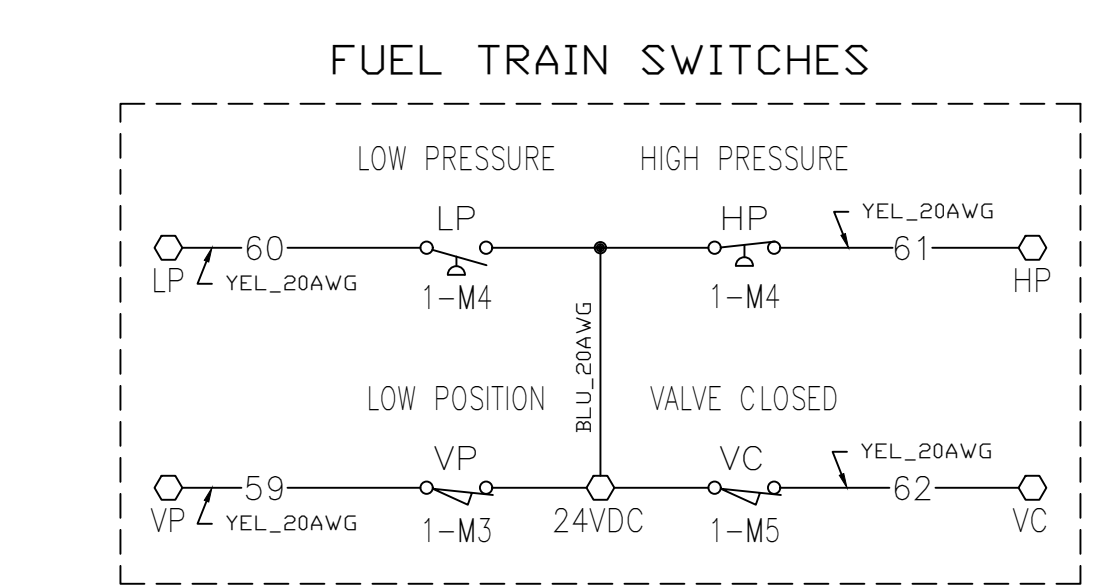 FUEL TRAIN SWITCHES
LOW PRESSURE
HIGH PRESSURE
LP
HP
YEL_20AWG
60
61
LP
YEL_20AWG
1-M4
1-M4
HP
BLU_20AWG
LOW POSITION
VALVE CLOSED
VP
VC
YEL_20AWG
59
62
VP
YEL_20AWG
1-M3
24VDC
1-M5
VC